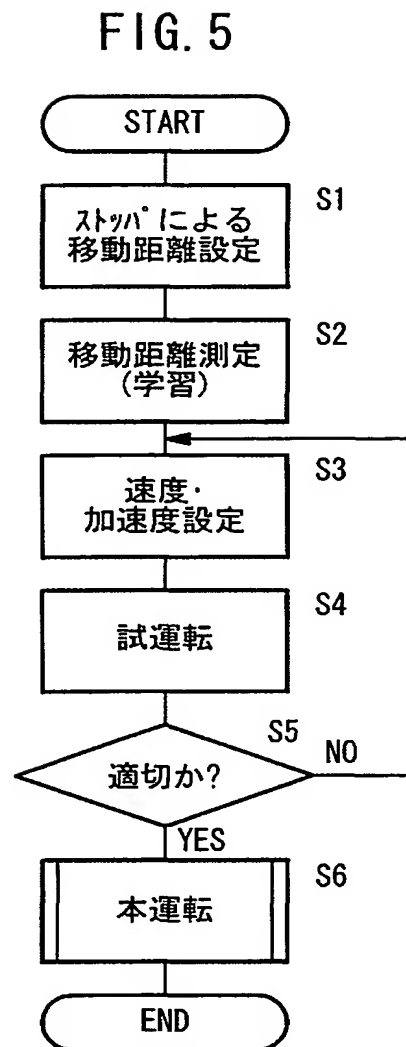 FIG. 5
START
S1
ｽﾄｯﾊﾟによる
移動距離設定
S2
移動距離測定
(学習)
S3
速度・
加速度設定
S4
試運転
S5
適切か?
NO
YES
S6
本運転
END